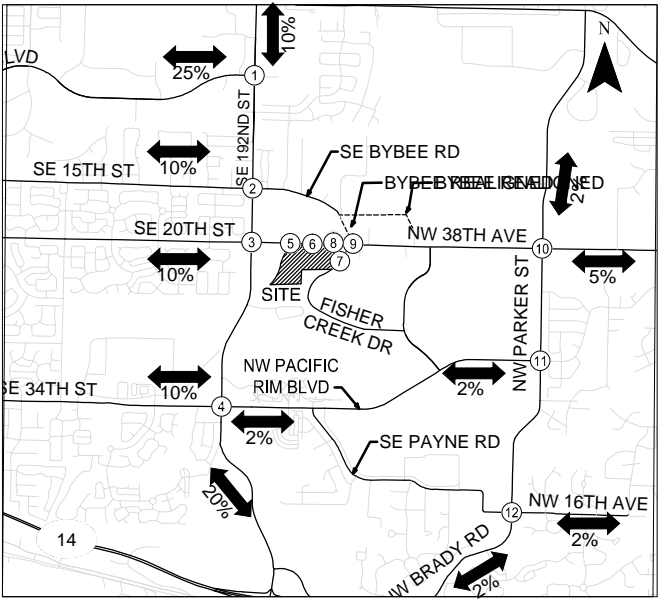 10%
N
LVD
25%
1
SE 192ND ST
10%
SE BYBEE RD
SE 15TH ST
2
2%
SE 20TH ST
3
5
6
8
9
NW 38TH AVE
10
7
10%
5%
SITE
FISHER
CREEK DR
NW PARKER ST
NW PACIFIC
RIM BLVD
11
2%
10%
SE 34TH ST
4
2%
SE PAYNE RD
20%
NW 16TH AVE
12
2%
14
NW BRADY RD
2%